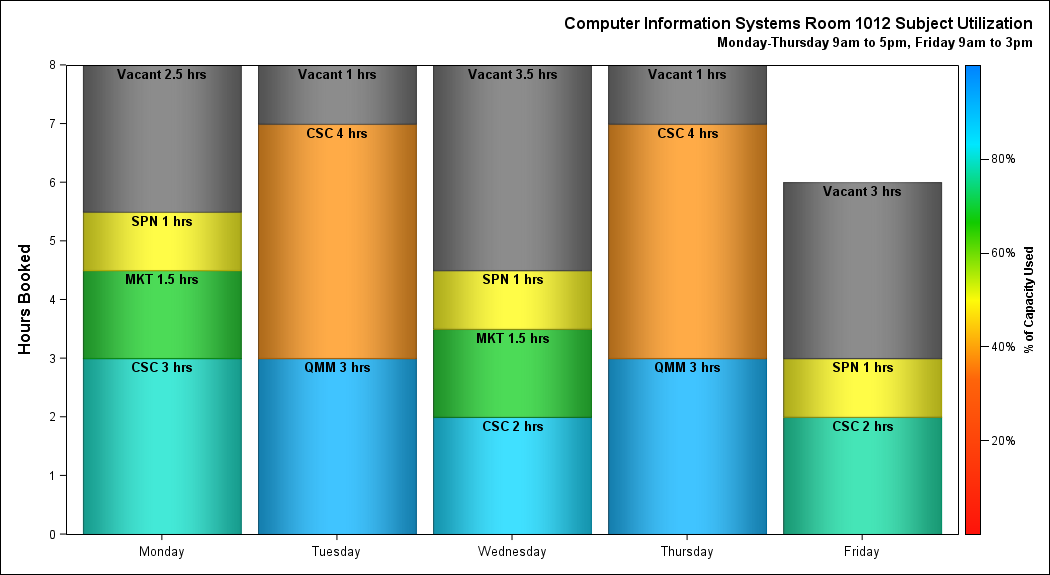 Computer Information Systems Room 1012 Subject Utilization
Monday-Thursday 9am to 5pm, Friday 9am to 3pm
Hours Booked
8
7
6
5
4
3
2
1
0
Vacant 2.5 hrs
SPN 1 hrs
MKT 1.5 hrs
CSC 3 hrs
Vacant 1 hrs
CSC 4 hrs
QMM 3 hrs
Vacant 3.5 hrs
SPN 1 hrs
MKT 1.5 hrs
CSC 2 hrs
Vacant 1 hrs
CSC 4 hrs
QMM 3 hrs
Vacant 3 hrs
SPN 1 hrs
CSC 2 hrs
Monday Tuesday Wednesday Thursday Friday
80%
60%
40%
20%
% of Capacity Used